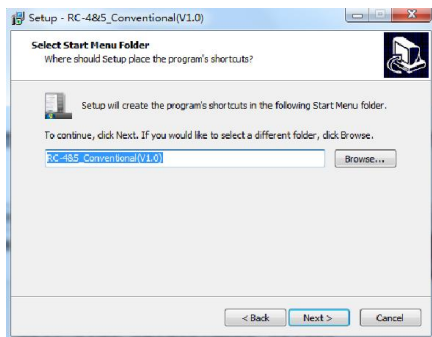 Setup - RC-4&5_Conventional(V1.0)
Select Start Menu Folder
Where should Setup place the program's shortcuts?
Setup will create the program's shortcuts in the following Start Menu folder.
To continue, click Next. If you would like to select a different folder, click Browse.
RC-4&5_Conventional(V1.0)
Browse...
< Back
Next >
Cancel